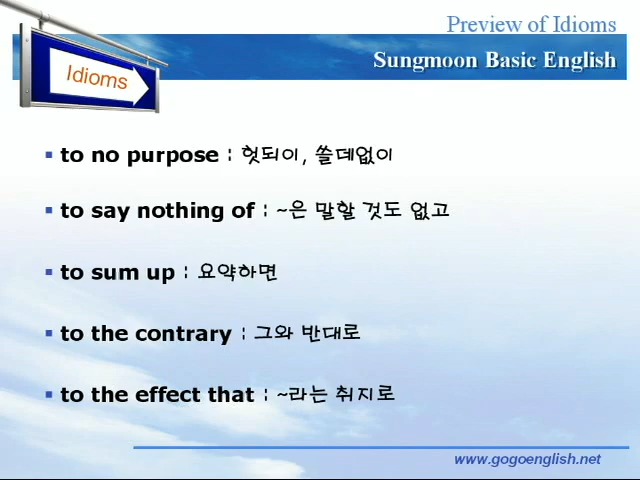 Preview of Idioms
Sungmoon Basic English
Idioms
to no purpose : 헛되이, 쓸데없이
to say nothing of : ~은 말할 것도 없고
to sum up : 요약하면
to the contrary : 그와 반대로
to the effect that : ~라는 취지로
www.gogoenglish.net